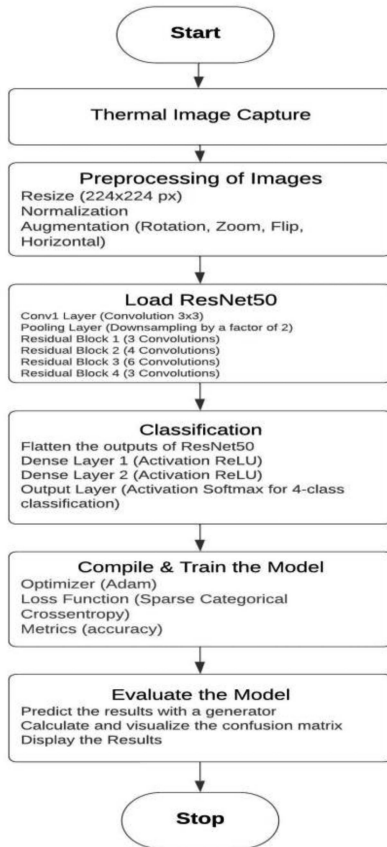 Start
Thermal Image Capture
Preprocessing of Images
Resize (224x224 px)
Normalization
Augmentation (Rotation, Zoom, Flip,
Horizontal)
Load ResNet50
Conv1 Layer (Convolution 3x3)
Pooling Layer (Downsampling by a factor of 2)
Residual Block 1 (3 Convolutions)
Residual Block 2 (4 Convolutions)
Residual Block 3 (6 Convolutions)
Residual Block 4 (3 Convolutions)
Classification
Flatten the outputs of ResNet50
Dense Layer 1 (Activation ReLU)
Dense Layer 2 (Activation ReLU)
Output Layer (Activation Softmax for 4-class
classification)
Compile & Train the Model
Optimizer (Adam)
Loss Function (Sparse Categorical
Crossentropy)
Metrics (accuracy)
Evaluate the Model
Predict the results with a generator
Calculate and visualize the confusion matrix
Display the Results
Stop